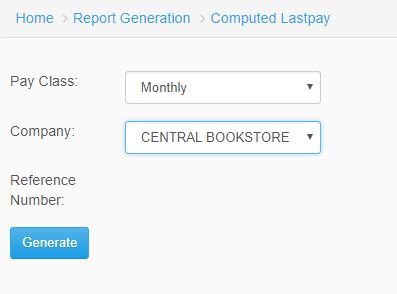 Home > Report Generation > Computed Lastpay
Pay Class: Monthly
Company: CENTRAL BOOKSTORE
Reference
Number:
Generate